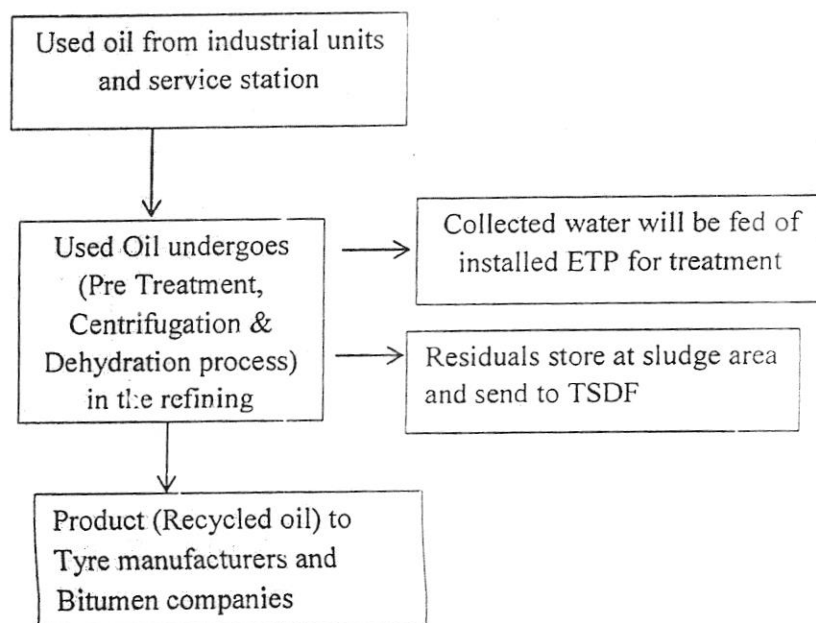 Used oil from industrial units
and service station
Used Oil undergoes
(Pre Treatment,
Centrifugation &
Dehydration process)
in the refining
Collected water will be fed of
installed ETP for treatment
Residuals store at sludge area
and send to TSDF
Product (Recycled oil) to
Tyre manufacturers and
Bitumen companies